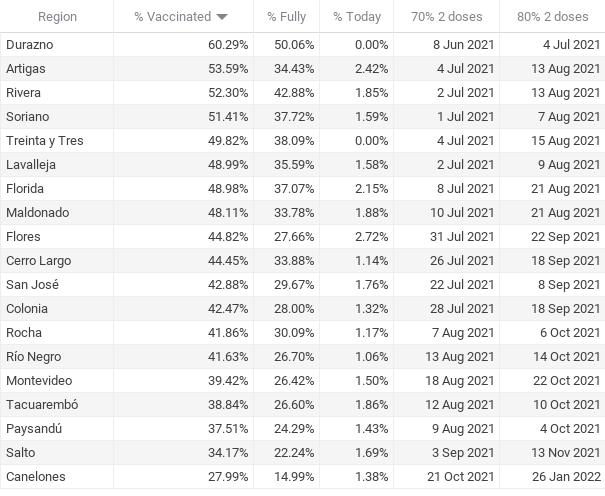 Region % Vaccinated % Fully % Today 70% 2 doses 80% 2 doses
Durazno 60.29% 50.06% 0.00% 8 Jun 2021 4 Jul 2021
Artigas 53.59% 34.43% 2.42% 4 Jul 2021 13 Aug 2021
Rivera 52.30% 42.88% 1.85% 2 Jul 2021 13 Aug 2021
Soriano 51.41% 37.72% 1.59% 1 Jul 2021 7 Aug 2021
Treinta y Tres 49.82% 38.09% 0.00% 4 Jul 2021 15 Aug 2021
Lavalleja 48.99% 35.59% 1.58% 2 Jul 2021 9 Aug 2021
Florida 48.98% 37.07% 2.15% 8 Jul 2021 21 Aug 2021
Maldonado 48.11% 33.78% 1.88% 10 Jul 2021 21 Aug 2021
Flores 44.82% 27.66% 2.72% 31 Jul 2021 22 Sep 2021
Cerro Largo 44.45% 33.88% 1.14% 26 Jul 2021 18 Sep 2021
San José 42.88% 29.67% 1.76% 22 Jul 2021 8 Sep 2021
Colonia 42.47% 28.00% 1.32% 28 Jul 2021 18 Sep 2021
Rocha 41.86% 30.09% 1.17% 7 Aug 2021 6 Oct 2021
Río Negro 41.63% 26.70% 1.06% 13 Aug 2021 14 Oct 2021
Montevideo 39.42% 26.42% 1.50% 18 Aug 2021 22 Oct 2021
Tacuarembó 38.84% 26.60% 1.86% 12 Aug 2021 10 Oct 2021
Paysandú 37.51% 24.29% 1.43% 9 Aug 2021 4 Oct 2021
Salto 34.17% 22.24% 1.69% 3 Sep 2021 13 Nov 2021
Canelones 27.99% 14.99% 1.38% 21 Oct 2021 26 Jan 2022